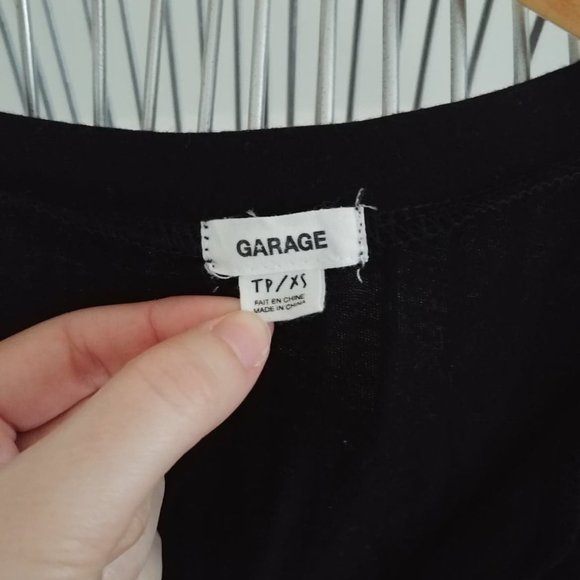 GARAGE
TP/XS
FAIT EN CHINE
MADE IN CHINA